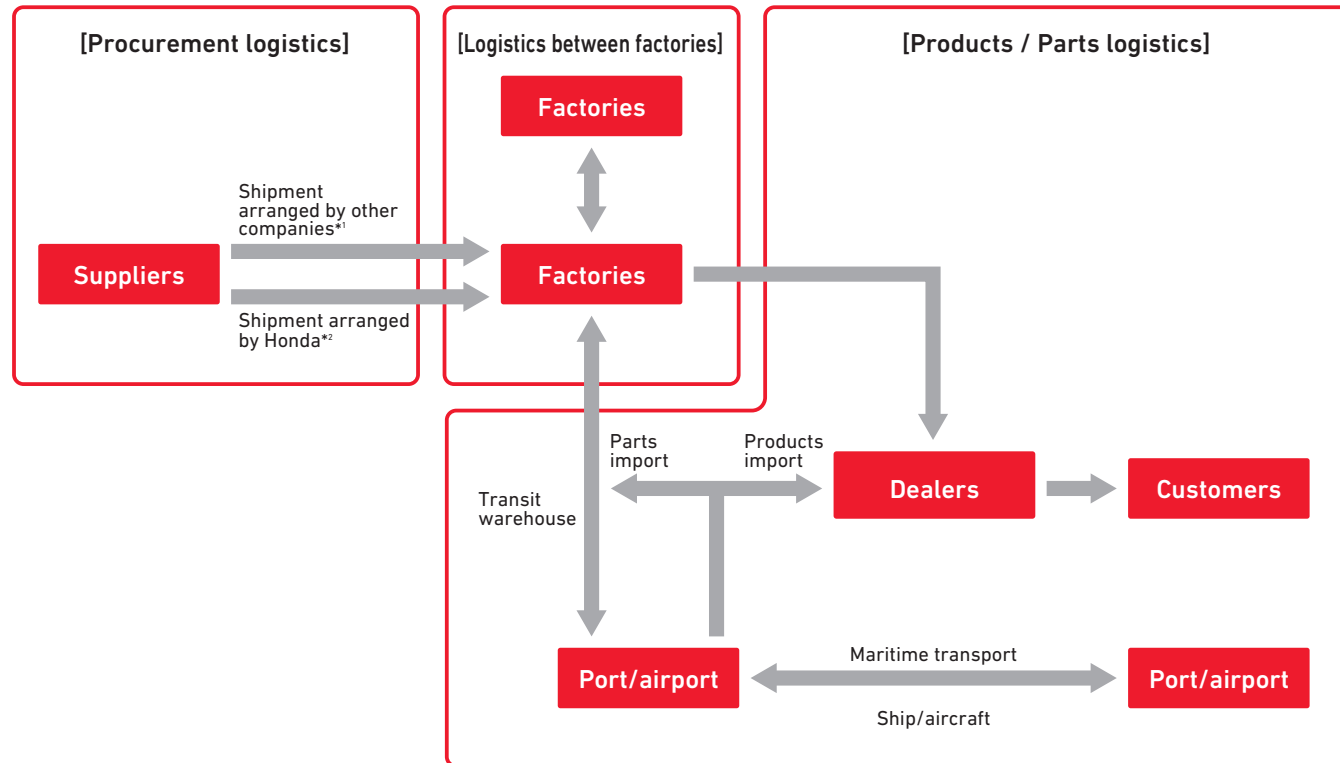 [Procurement logistics]
[Logistics between factories]
[Products / Parts logistics]
Factories
Shipment
arranged by other
companies*1
Suppliers
Factories
Shipment arranged
by Honda*2
Parts
import
Products
import
Transit
warehouse
Dealers
Customers
Port/airport
Maritime transport
Ship/aircraft
Port/airport